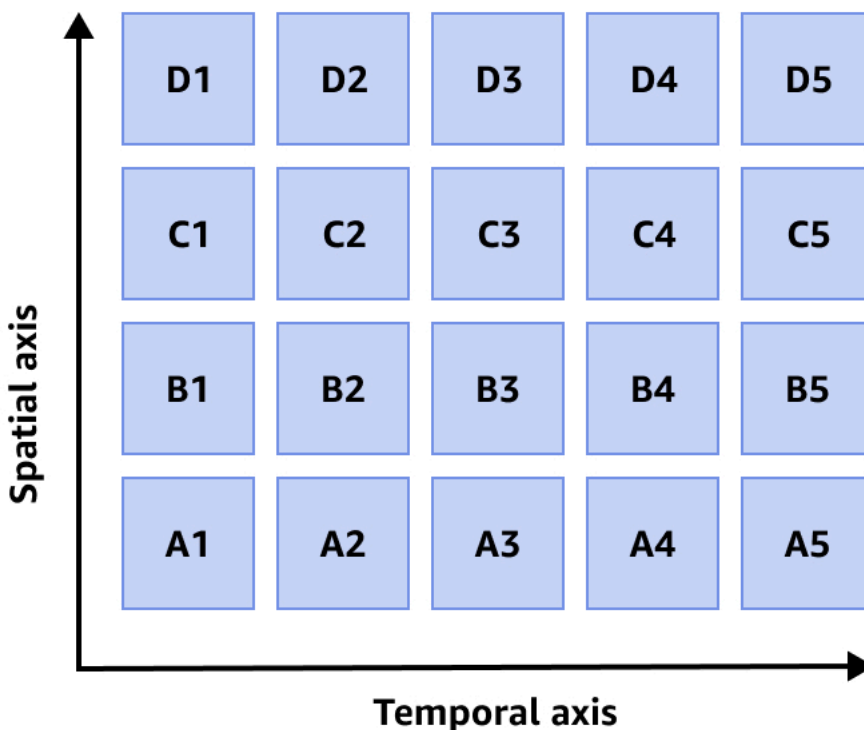 D1 D2 D3 D4 D5
C1 C2 C3 C4 C5
B1 B2 B3 B4 B5
A1 A2 A3 A4 A5
Spatial axis
Temporal axis